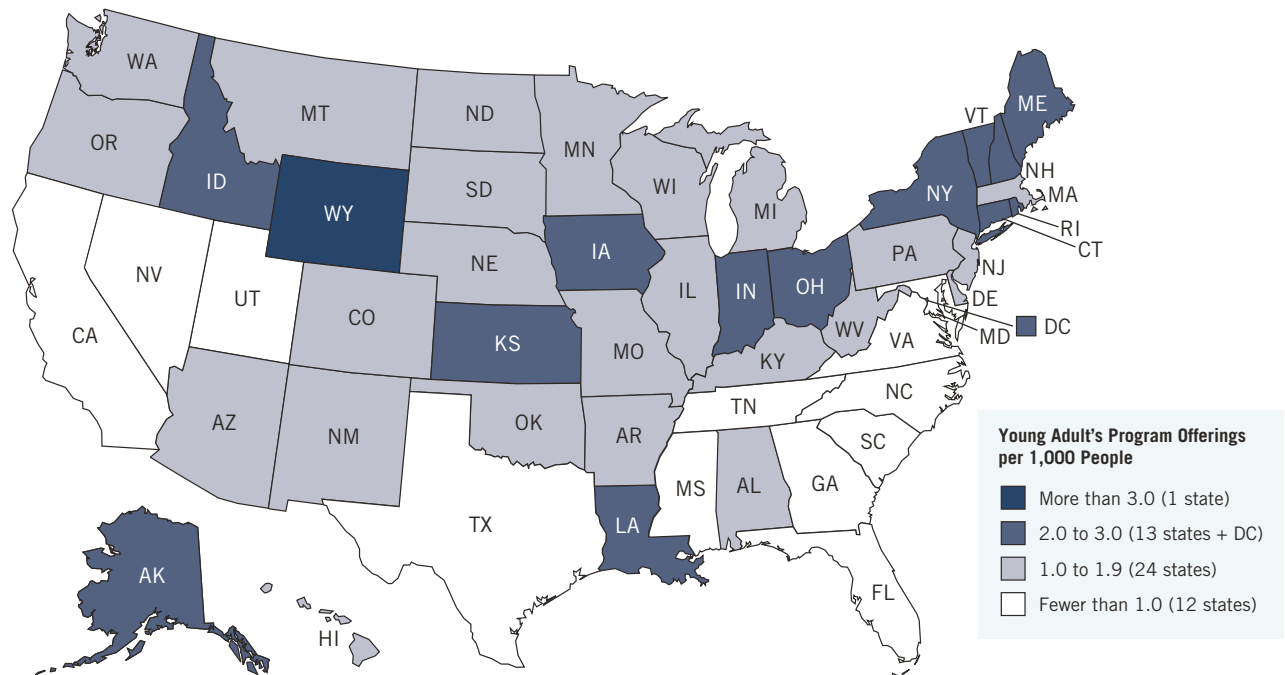 WA
MT
ND
MN
OR
ID
WY
SD
WI
MI
VT
ME
NY
NH
MA
RI
CT
NV
UT
CO
NE
IA
IL
IN
OH
PA
NJ
DE
MD
DC
CA
KS
MO
KY
WV
VA
AZ
NM
OK
AR
TN
NC
SC
TX
LA
MS
AL
GA
FL
AK
HI
Young Adult's Program Offerings
per 1,000 People
More than 3.0 (1 state)
2.0 to 3.0 (13 states + DC)
1.0 to 1.9 (24 states)
Fewer than 1.0 (12 states)